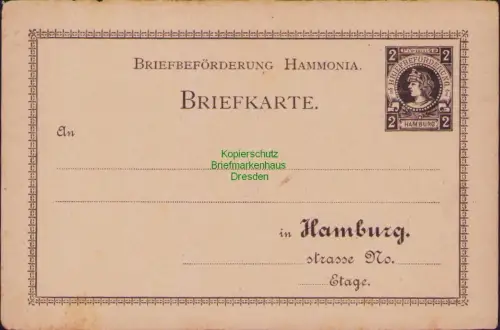 BRIEFBEFÖRDERUNG HAMMONIA.
BRIEFKARTE.
2 2
2 2
HAMBURG
An
Kopierschutz
Briefmarkenhaus
Dresden
in Hamburg.
strasse No.
Etage.